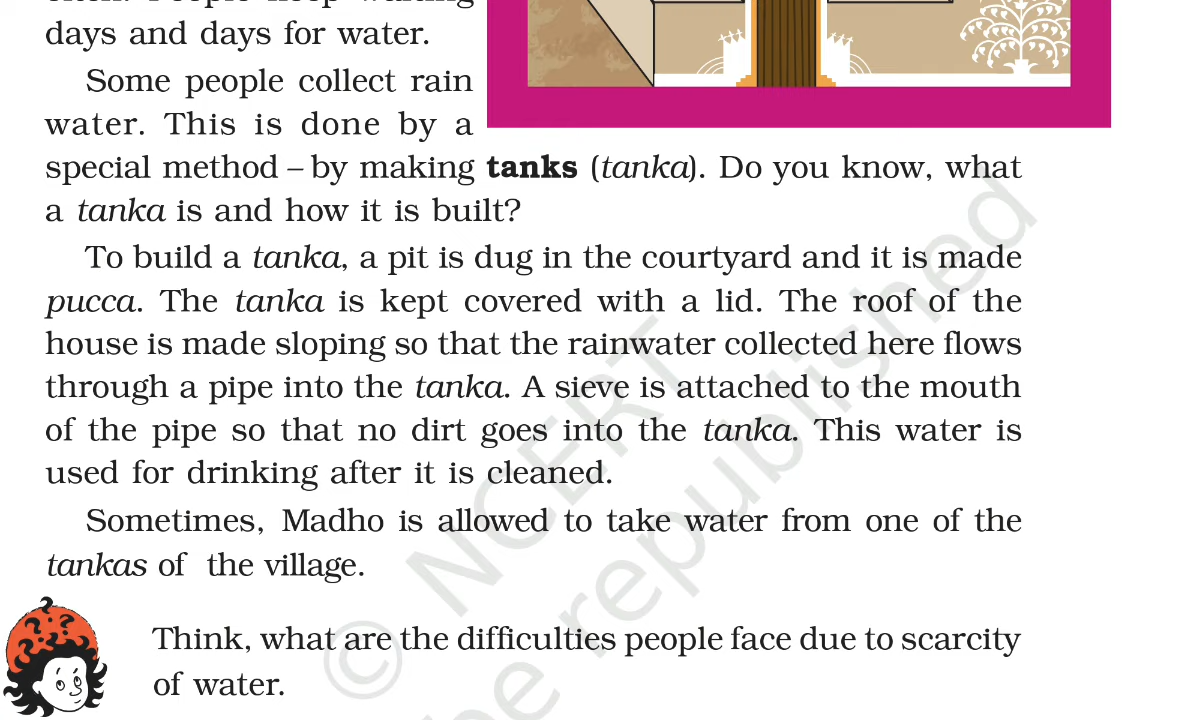 days and days for water.
Some people collect rain
water. This is done by a
special method – by making tanks (tanka). Do you know, what
a tanka is and how it is built?
To build a tanka, a pit is dug in the courtyard and it is made
pucca. The tanka is kept covered with a lid. The roof of the
house is made sloping so that the rainwater collected here flows
through a pipe into the tanka. A sieve is attached to the mouth
of the pipe so that no dirt goes into the tanka. This water is
used for drinking after it is cleaned.
Sometimes, Madho is allowed to take water from one of the
tankas of the village.
Think, what are the difficulties people face due to scarcity
of water.
© NCERT
be republished